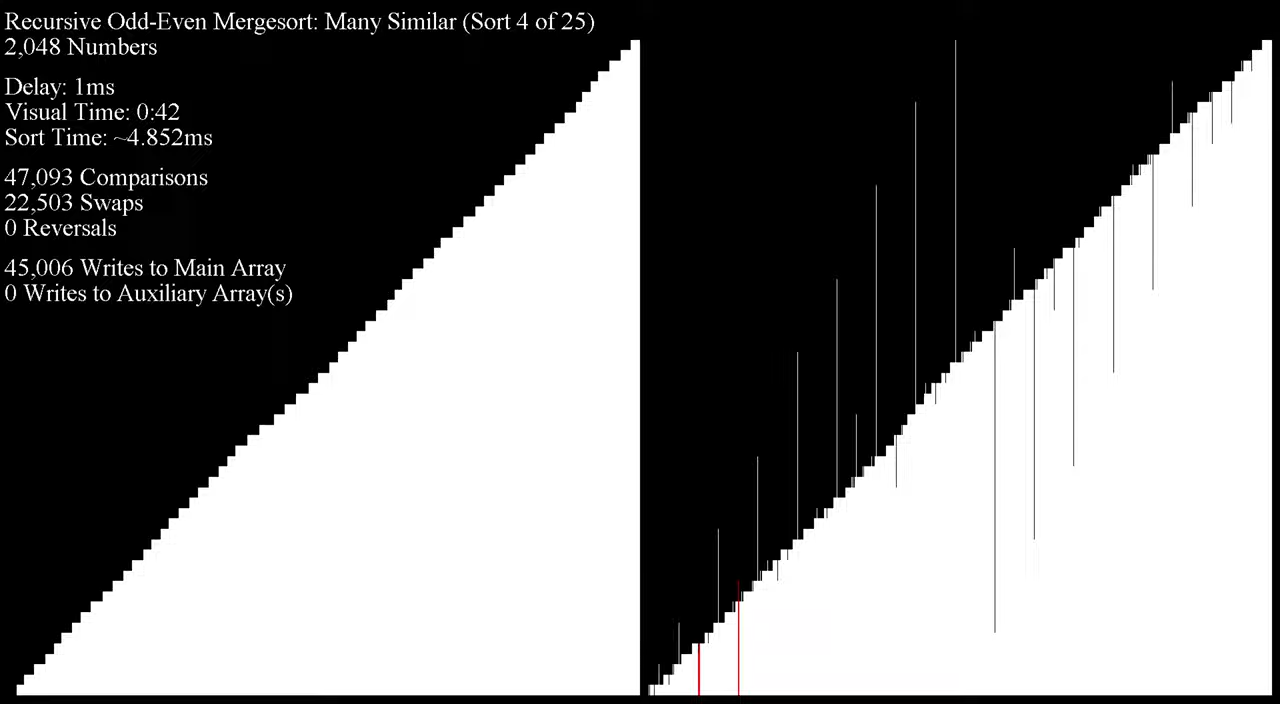 Recursive Odd-Even Mergesort: Many Similar (Sort 4 of 25)
2,048 Numbers
Delay: 1ms
Visual Time: 0:42
Sort Time: ~4.852ms
47,093 Comparisons
22,503 Swaps
0 Reversals
45,006 Writes to Main Array
0 Writes to Auxiliary Array(s)